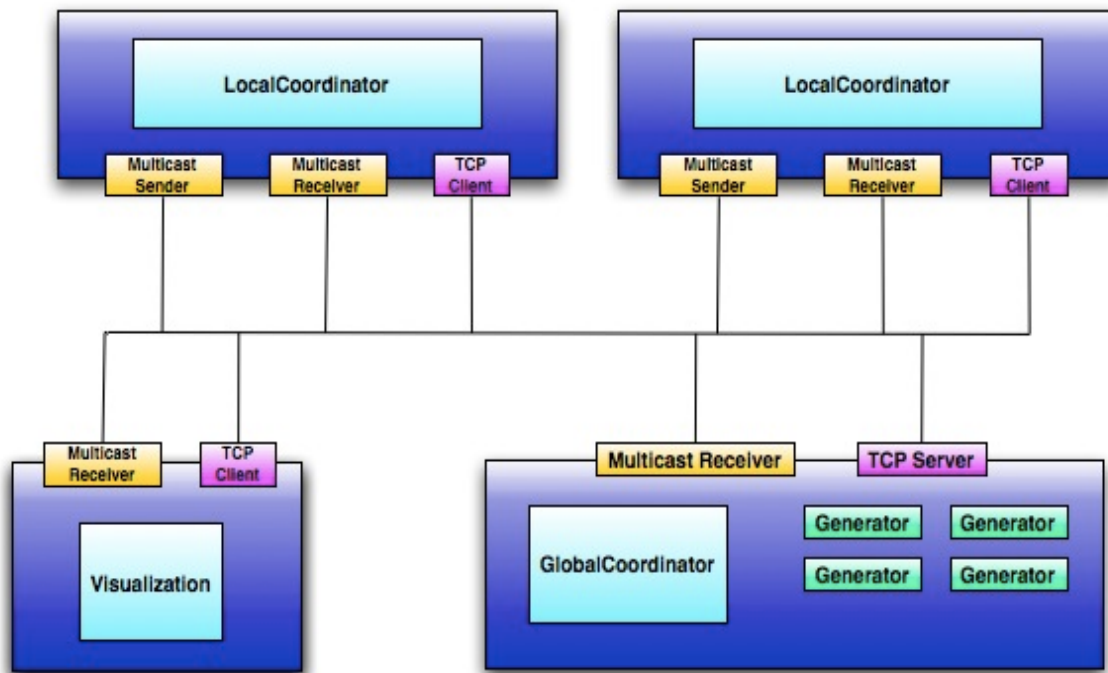 LocalCoordinator
LocalCoordinator
Multicast
Sender
Multicast
Receiver
TCP
Client
Multicast
Sender
Multicast
Receiver
TCP
Client
Multicast
Receiver
TCP
Client
Multicast Receiver
TCP Server
Visualization
GlobalCoordinator
Generator
Generator
Generator
Generator